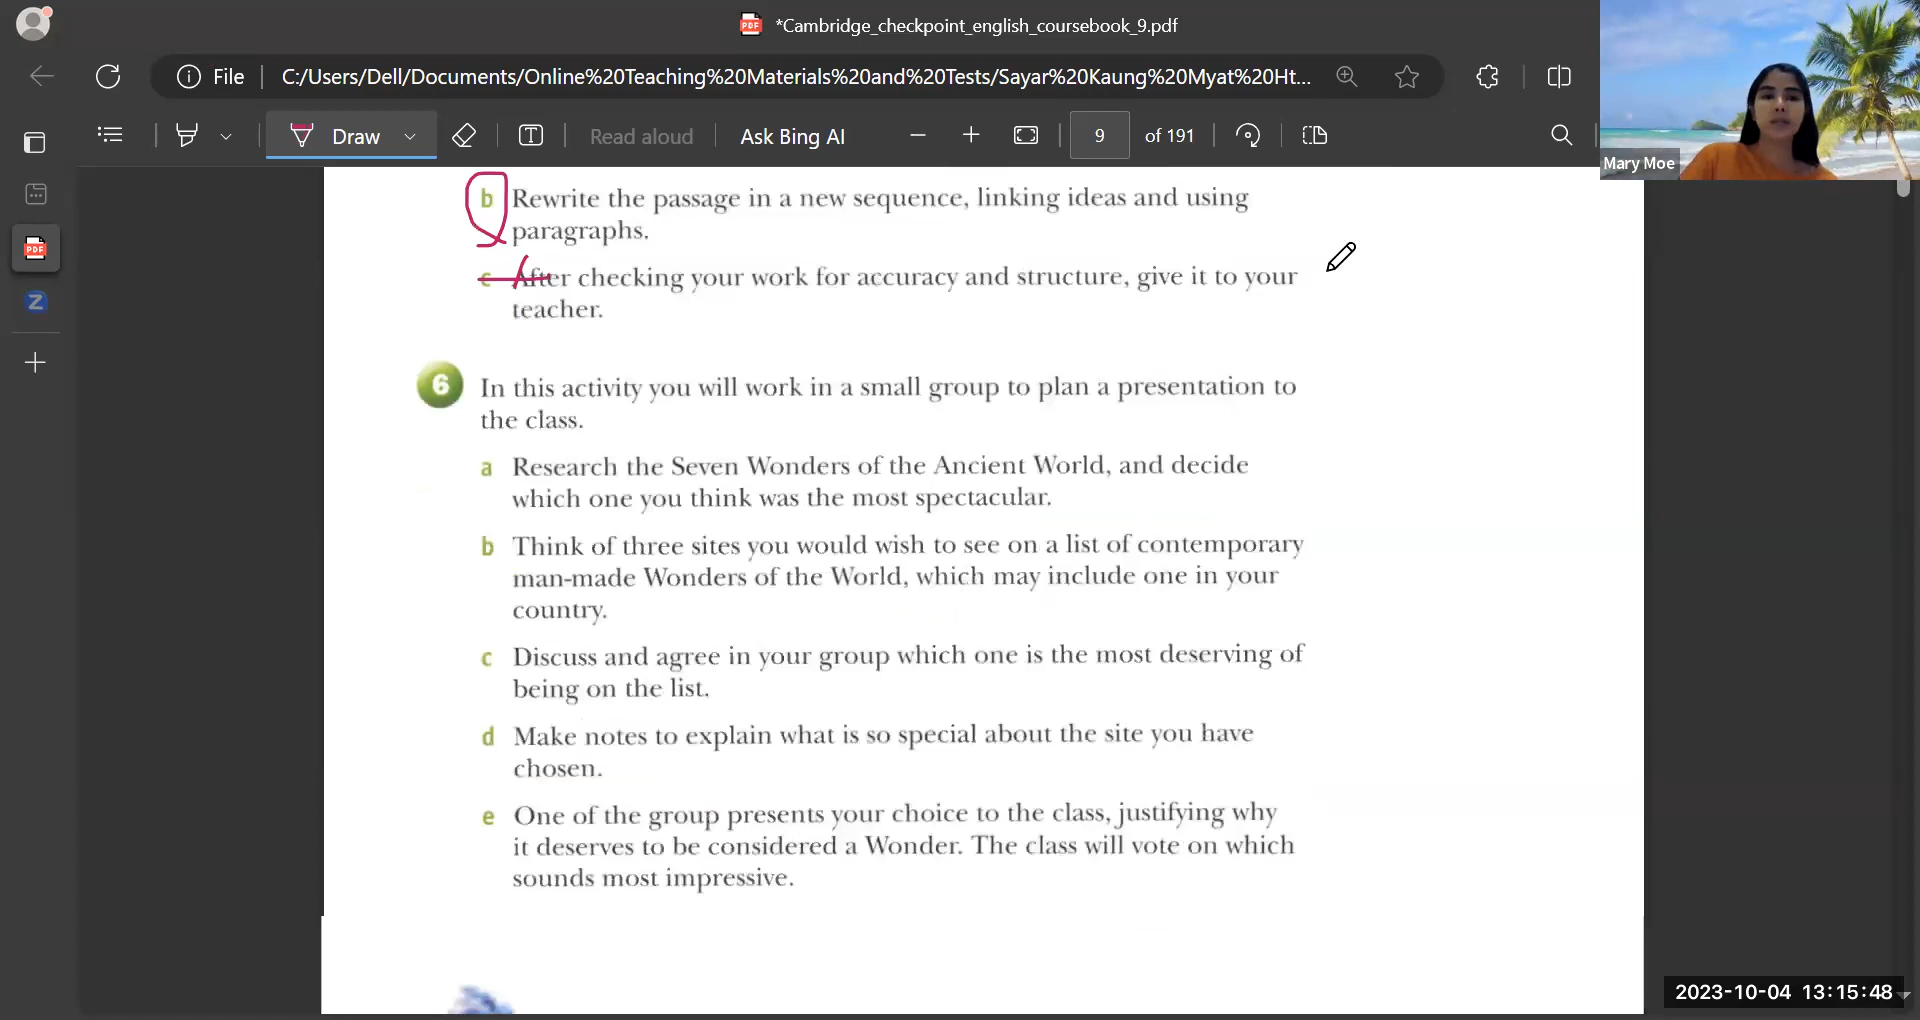 *Cambridge_checkpoint_english_coursebook_9.pdf
File C:/Users/Dell/Documents/Online%20Teaching%20Materials%20and%20Tests/Sayar%20Kaung%20Myat%20Ht...
Draw Read aloud Ask Bing AI 9 of 191
Mary Moe
b Rewrite the passage in a new sequence, linking ideas and using
paragraphs.
c After checking your work for accuracy and structure, give it to your
teacher.
6 In this activity you will work in a small group to plan a presentation to
the class.
a Research the Seven Wonders of the Ancient World, and decide
which one you think was the most spectacular.
b Think of three sites you would wish to see on a list of contemporary
man-made Wonders of the World, which may include one in your
country.
c Discuss and agree in your group which one is the most deserving of
being on the list.
d Make notes to explain what is so special about the site you have
chosen.
e One of the group presents your choice to the class, justifying why
it deserves to be considered a Wonder. The class will vote on which
sounds most impressive.
2023-10-04 13:15:48